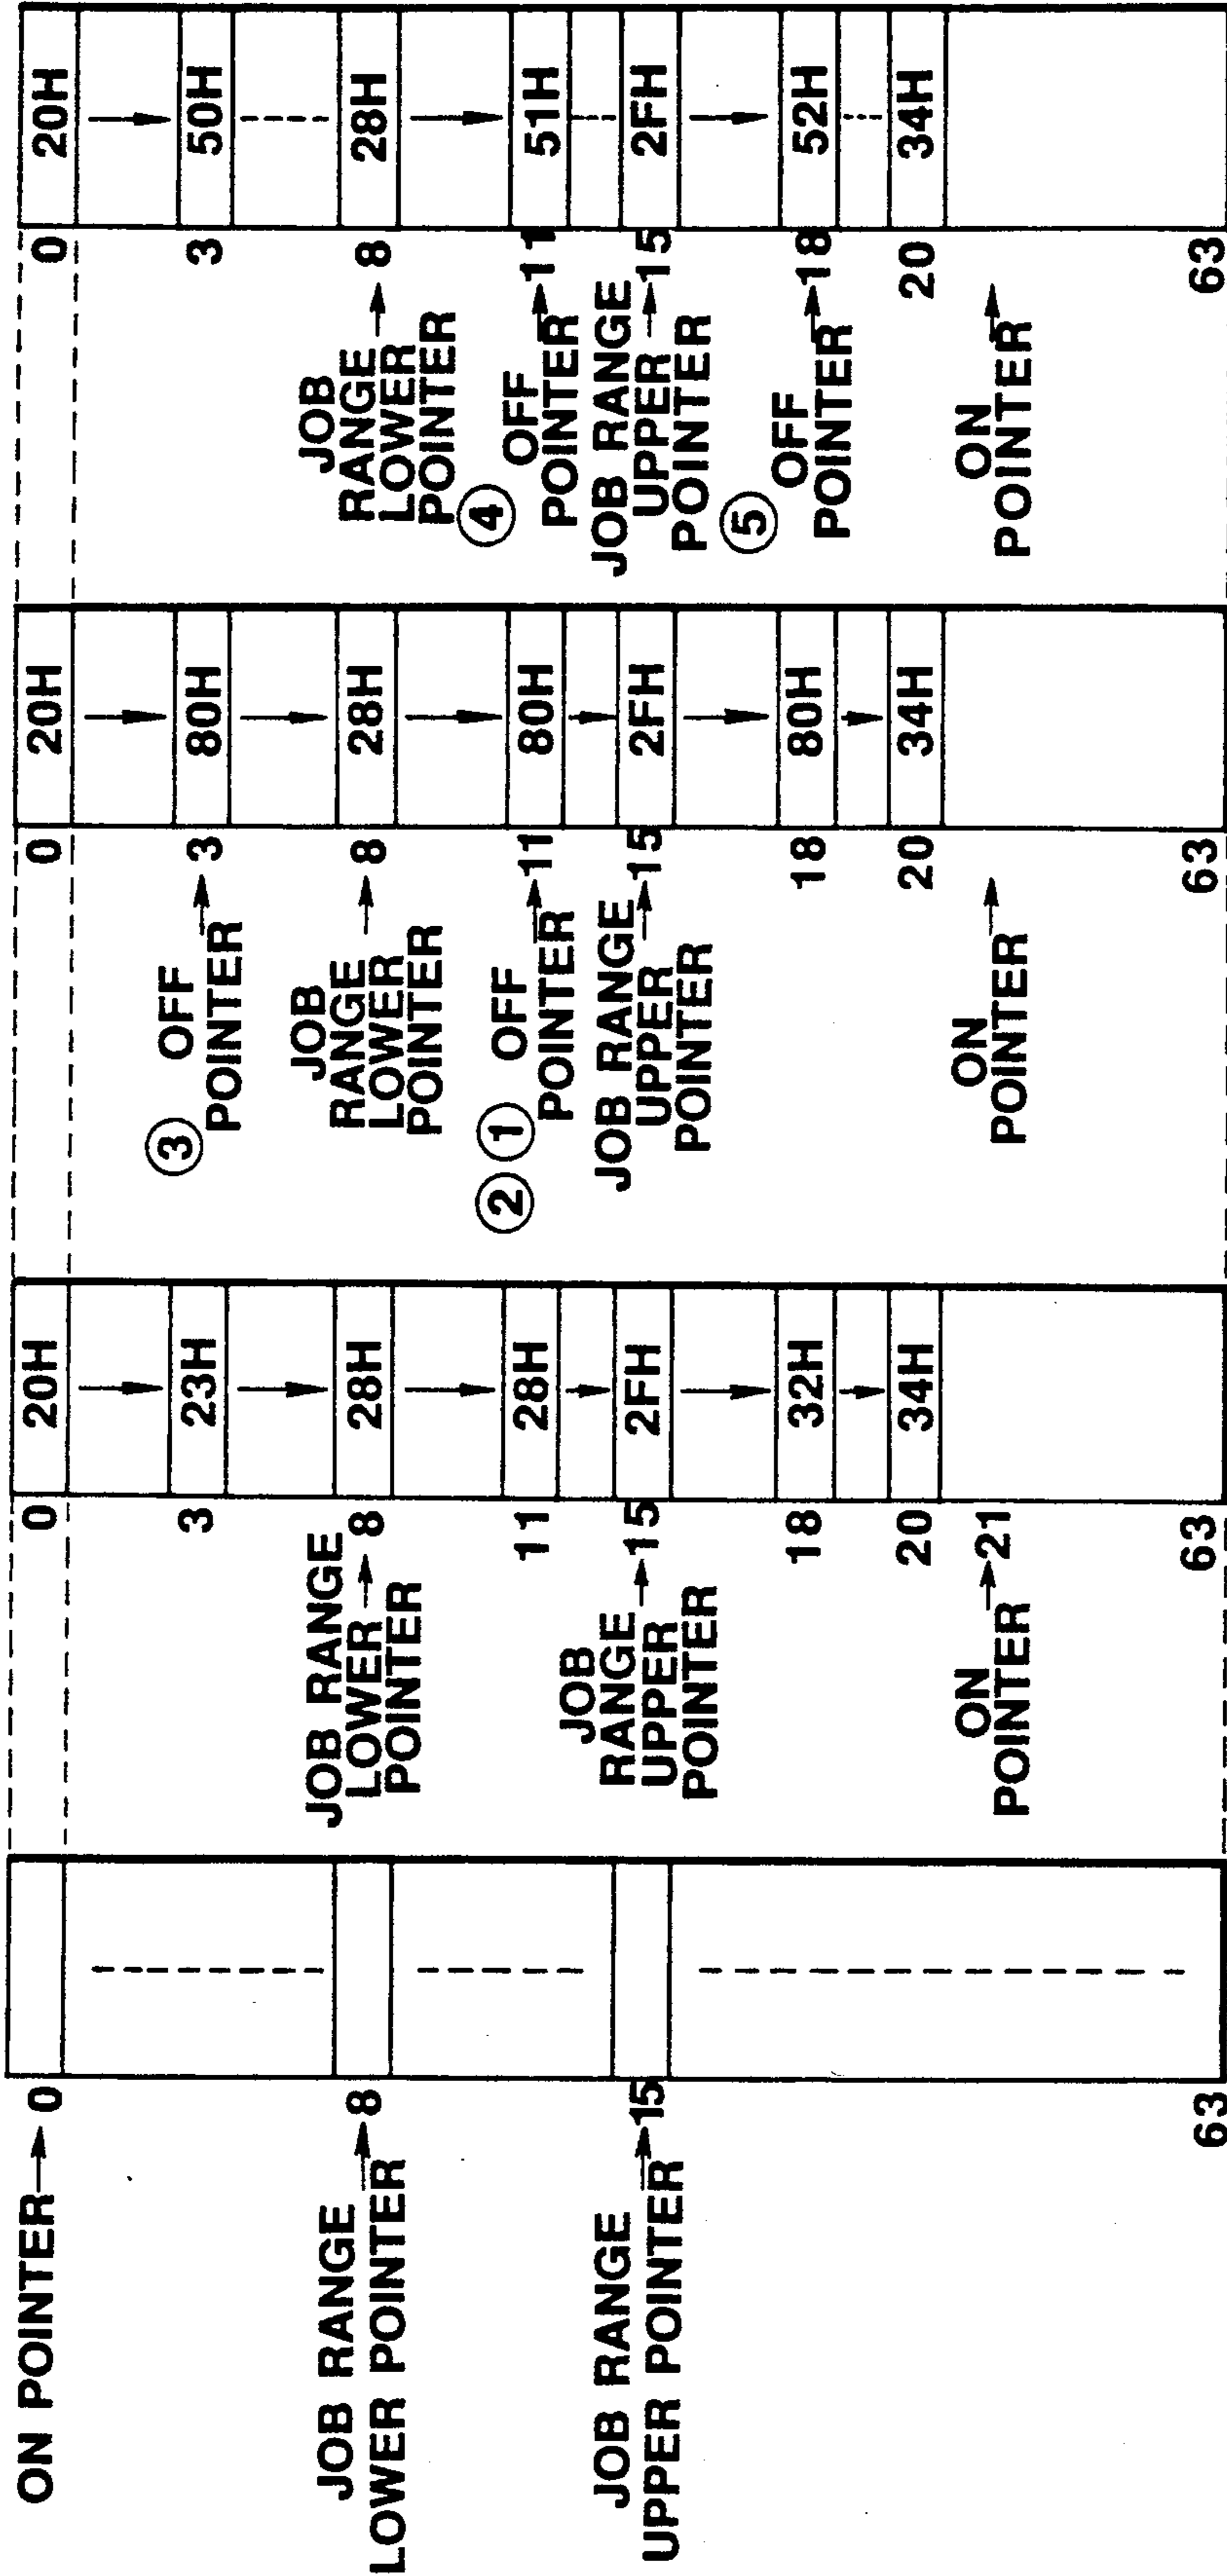 ON POINTER
0
JOB RANGE
LOWER POINTER
8
JOB RANGE
UPPER POINTER
15
63
0
20H
3
23H
JOB RANGE
LOWER
POINTER
8
28H
11
28H
JOB
RANGE
UPPER
POINTER
15
2FH
18
32H
20
34H
ON
POINTER
21
63
0
20H
3
OFF
POINTER
3
80H
JOB
RANGE
LOWER
POINTER
8
28H
2
1
OFF
POINTER
11
80H
JOB RANGE
UPPER
POINTER
15
2FH
18
80H
20
34H
ON
POINTER
63
0
20H
3
50H
JOB
RANGE
LOWER
POINTER
8
28H
4
OFF
POINTER
11
51H
JOB RANGE
UPPER
POINTER
15
2FH
5
OFF
POINTER
18
52H
20
34H
ON
POINTER
63